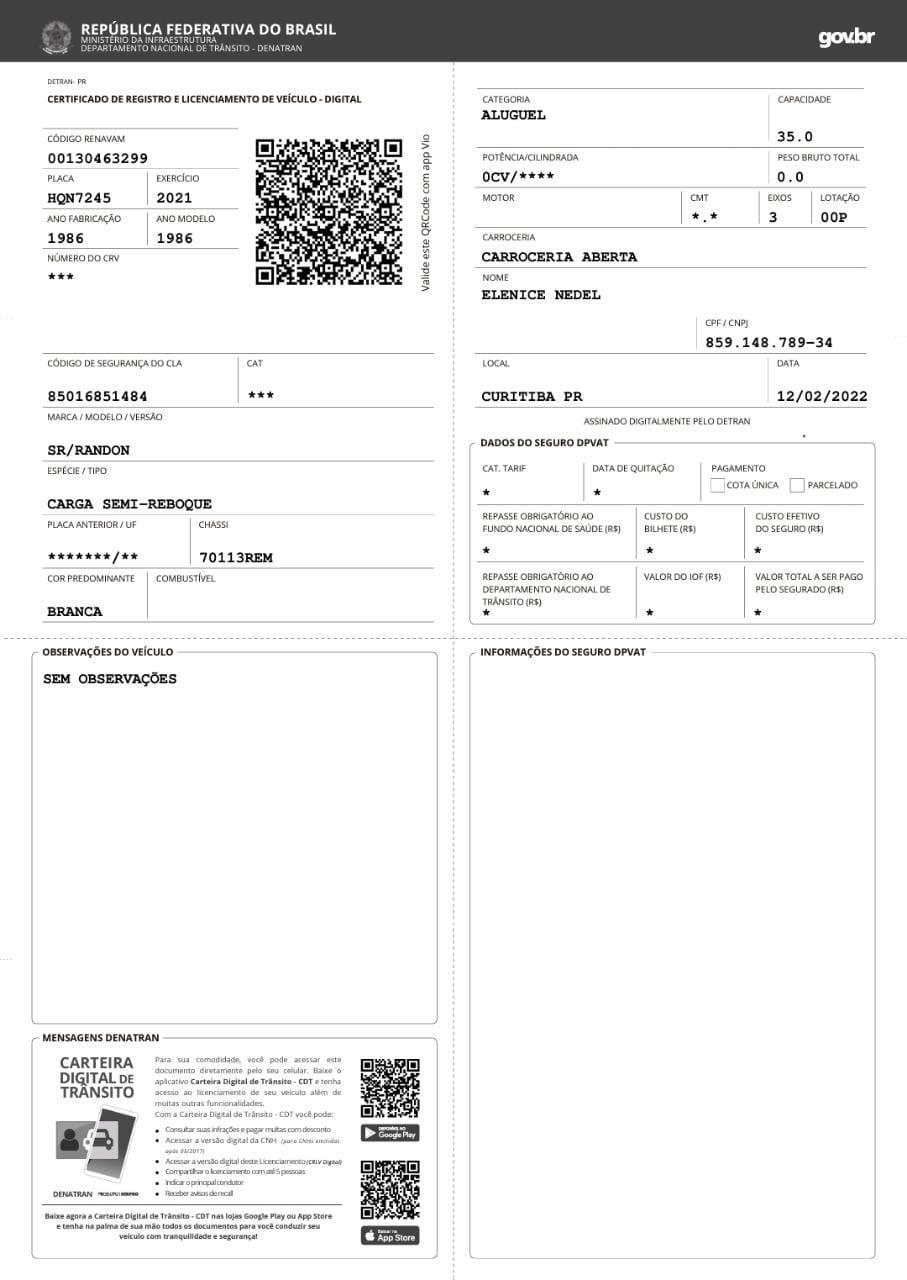 REPÚBLICA FEDERATIVA DO BRASIL
MINISTÉRIO DA INFRAESTRUTURA
DEPARTAMENTO NACIONAL DE TRÂNSITO - DENATRAN
gov.br
DETRAN- PR
CERTIFICADO DE REGISTRO E LICENCIAMENTO DE VEÍCULO - DIGITAL
CÓDIGO RENAVAM
00130463299
PLACA EXERCÍCIO
HQN7245 2021
ANO FABRICAÇÃO ANO MODELO
1986 1986
NÚMERO DO CRV
***
Valide este QRCode com app Vio
CÓDIGO DE SEGURANÇA DO CLA CAT
85016851484 ***
MARCA / MODELO / VERSÃO
SR/RANDON
ESPÉCIE / TIPO
CARGA SEMI-REBOQUE
PLACA ANTERIOR / UF CHASSI
*******/** 70113REM
COR PREDOMINANTE COMBUSTÍVEL
BRANCA
CATEGORIA CAPACIDADE
ALUGUEL
35.0
POTÊNCIA/CILINDRADA PESO BRUTO TOTAL
0CV/**** 0.0
MOTOR CMT EIXOS LOTAÇÃO
*.* 3 00P
CARROCERIA
CARROCERIA ABERTA
NOME
ELENICE NEDEL
CPF / CNPJ
859.148.789-34
LOCAL DATA
CURITIBA PR 12/02/2022
ASSINADO DIGITALMENTE PELO DETRAN
*
DADOS DO SEGURO DPVAT
CAT. TARIF DATA DE QUITAÇÃO PAGAMENTO
* * COTA ÚNICA PARCELADO
REPASSE OBRIGATÓRIO AO CUSTO DO CUSTO EFETIVO
FUNDO NACIONAL DE SAÚDE (R$) BILHETE (R$) DO SEGURO (R$)
* * *
REPASSE OBRIGATÓRIO AO VALOR DO IOF (R$) VALOR TOTAL A SER PAGO
DEPARTAMENTO NACIONAL DE PELO SEGURADO (R$)
TRÂNSITO (R$)
* * *
OBSERVAÇÕES DO VEÍCULO
SEM OBSERVAÇÕES
INFORMAÇÕES DO SEGURO DPVAT
MENSAGENS DENATRAN
CARTEIRA
DIGITAL DE
TRÂNSITO
DENATRAN
Para sua comodidade, você pode acessar este
documento diretamente pelo seu celular. Baixe o
aplicativo Carteira Digital de Trânsito - CDT e tenha
acesso ao licenciamento de seu veículo além de
muitas outras funcionalidades.
Com a Carteira Digital de Trânsito - CDT você pode:
• Consultar suas infrações e pagar multas com desconto
• Acessar a versão digital da CNH (para CNHs emitidas
após 05/2017)
• Acessar a versão digital deste Licenciamento (CRLV Digital)
• Compartilhar o licenciamento com até 5 pessoas
• Indicar o principal condutor
• Receber avisos de recall
DISPONÍVEL NO
Google Play
Baixar na
App Store
Baixe agora a Carteira Digital de Trânsito - CDT nas lojas Google Play ou App Store
e tenha na palma de sua mão todos os documentos para você conduzir seu
veículo com tranquilidade e segurança!